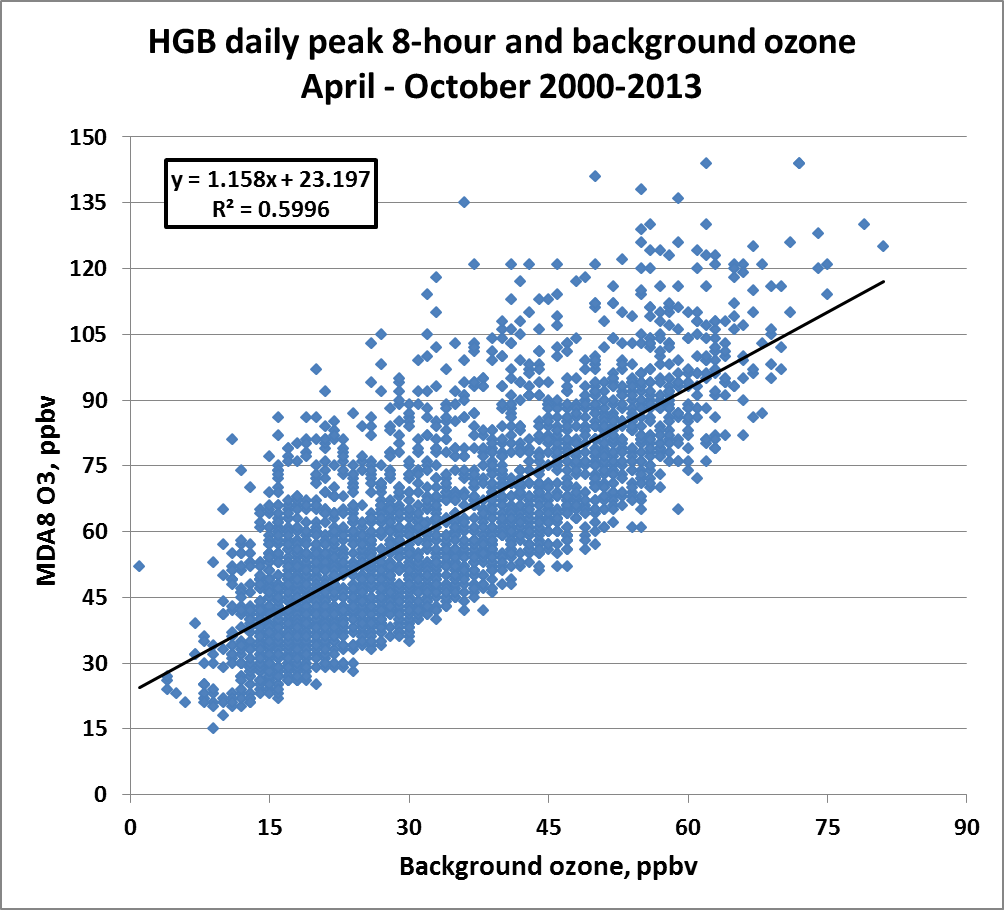 HGB daily peak 8-hour and background ozone
April - October 2000-2013
y = 1.158x + 23.197
R² = 0.5996
MDA8 O3, ppbv
150
135
120
105
90
75
60
45
30
15
0
0 15 30 45 60 75 90
Background ozone, ppbv